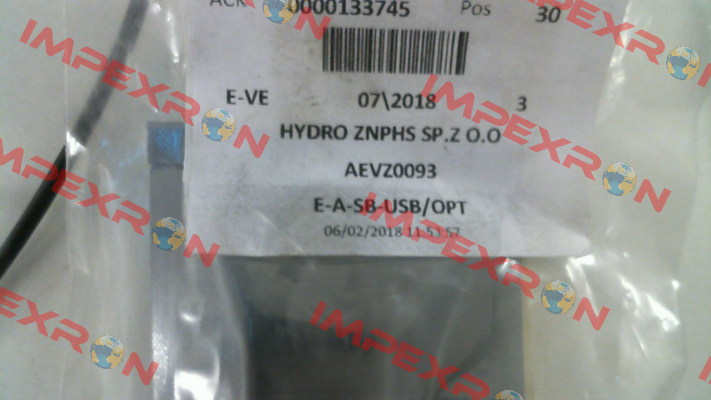 ACK 0000133745 Pos 30
E-VE 07\2018 3
HYDRO ZNPHS SP.Z O.O
AEVZ0093
E-A-SB-USB/OPT
06/02/2018 11.53.57
IMPEXRON
IMPEXRON
IMPEXRON
IMPEXRON
IMPEXRON
IMPEXRON